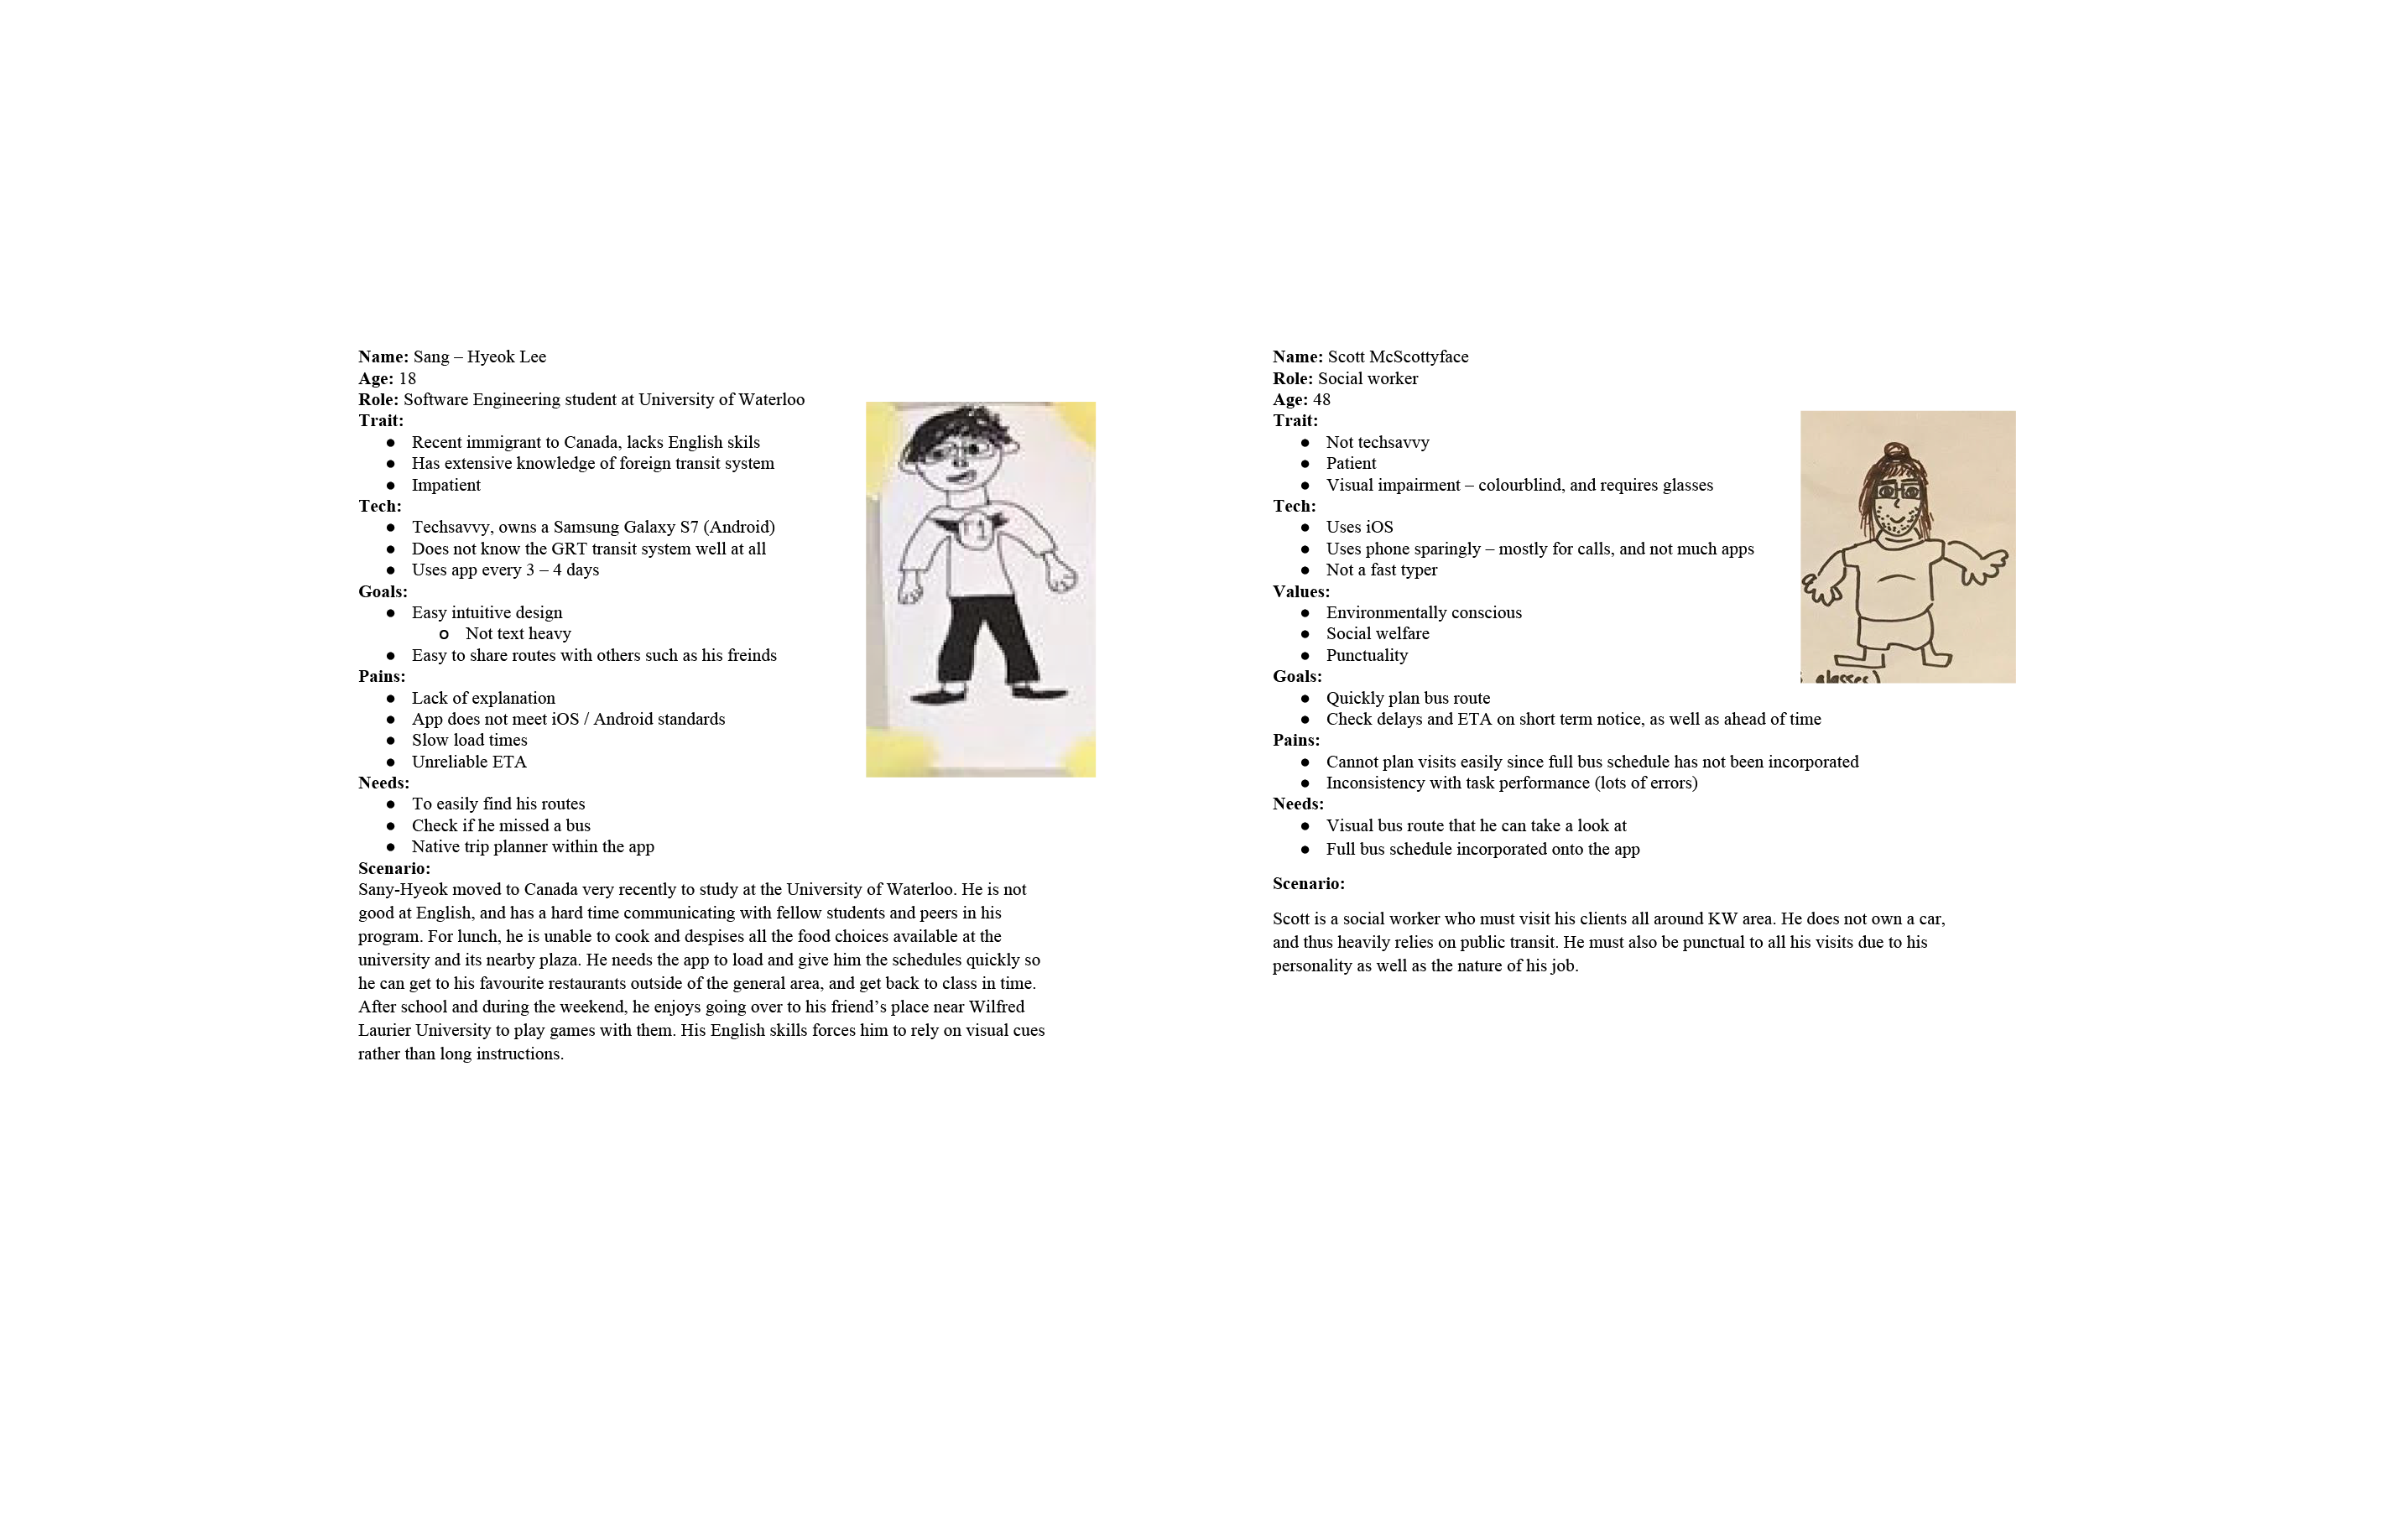 Name: Sang – Hyeok Lee
Age: 18
Role: Software Engineering student at University of Waterloo
Trait:
● Recent immigrant to Canada, lacks English skils
● Has extensive knowledge of foreign transit system
● Impatient
Tech:
● Techsavvy, owns a Samsung Galaxy S7 (Android)
● Does not know the GRT transit system well at all
● Uses app every 3 – 4 days
Goals:
● Easy intuitive design
o Not text heavy
● Easy to share routes with others such as his freinds
Pains:
● Lack of explanation
● App does not meet iOS / Android standards
● Slow load times
● Unreliable ETA
Needs:
● To easily find his routes
● Check if he missed a bus
● Native trip planner within the app
Scenario:
Sany-Hyeok moved to Canada very recently to study at the University of Waterloo. He is not
good at English, and has a hard time communicating with fellow students and peers in his
program. For lunch, he is unable to cook and despises all the food choices available at the
university and its nearby plaza. He needs the app to load and give him the schedules quickly so
he can get to his favourite restaurants outside of the general area, and get back to class in time.
After school and during the weekend, he enjoys going over to his friend’s place near Wilfred
Laurier University to play games with them. His English skills forces him to rely on visual cues
rather than long instructions.
Name: Scott McScottyface
Role: Social worker
Age: 48
Trait:
● Not techsavvy
● Patient
● Visual impairment – colourblind, and requires glasses
Tech:
● Uses iOS
● Uses phone sparingly – mostly for calls, and not much apps
● Not a fast typer
Values:
● Environmentally conscious
● Social welfare
● Punctuality
Goals:
● Quickly plan bus route
● Check delays and ETA on short term notice, as well as ahead of time
Pains:
● Cannot plan visits easily since full bus schedule has not been incorporated
● Inconsistency with task performance (lots of errors)
Needs:
● Visual bus route that he can take a look at
● Full bus schedule incorporated onto the app
Scenario:
Scott is a social worker who must visit his clients all around KW area. He does not own a car,
and thus heavily relies on public transit. He must also be punctual to all his visits due to his
personality as well as the nature of his job.
glasses)